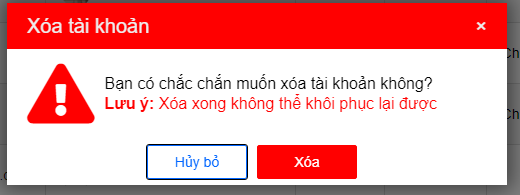 Xóa tài khoản
×
Bạn có chắc chắn muốn xóa tài khoản không?
Lưu ý: Xóa xong không thể khôi phục lại được
Hủy bỏ
Xóa